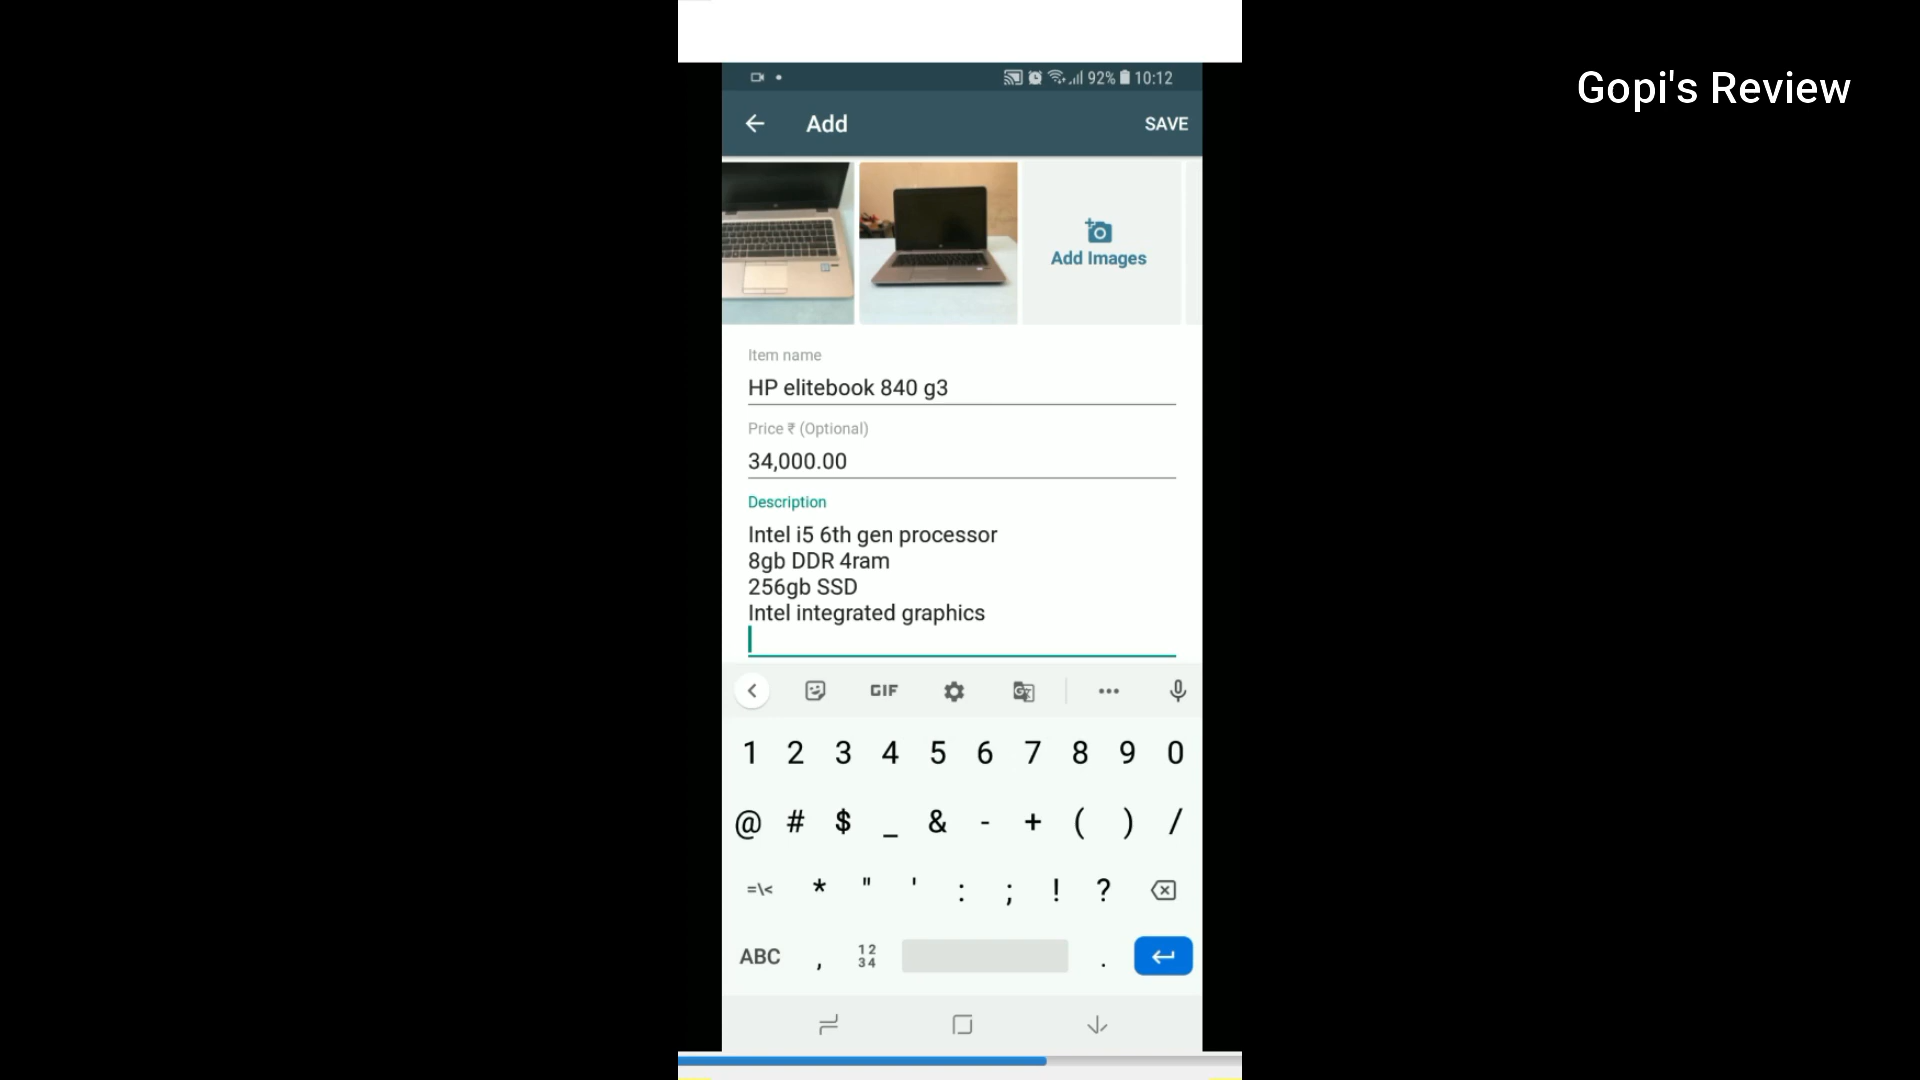 Gopi's Review
92% 10:12
Add
SAVE
Add Images
Item name
HP elitebook 840 g3
Price ₹ (Optional)
34,000.00
Description
Intel i5 6th gen processor
8gb DDR 4ram
256gb SSD
Intel integrated graphics
GIF
1 2 3 4 5 6 7 8 9 0
@ # $ _ & - + ( ) /
=\< * " ' : ; ! ?
ABC , 12 34 .